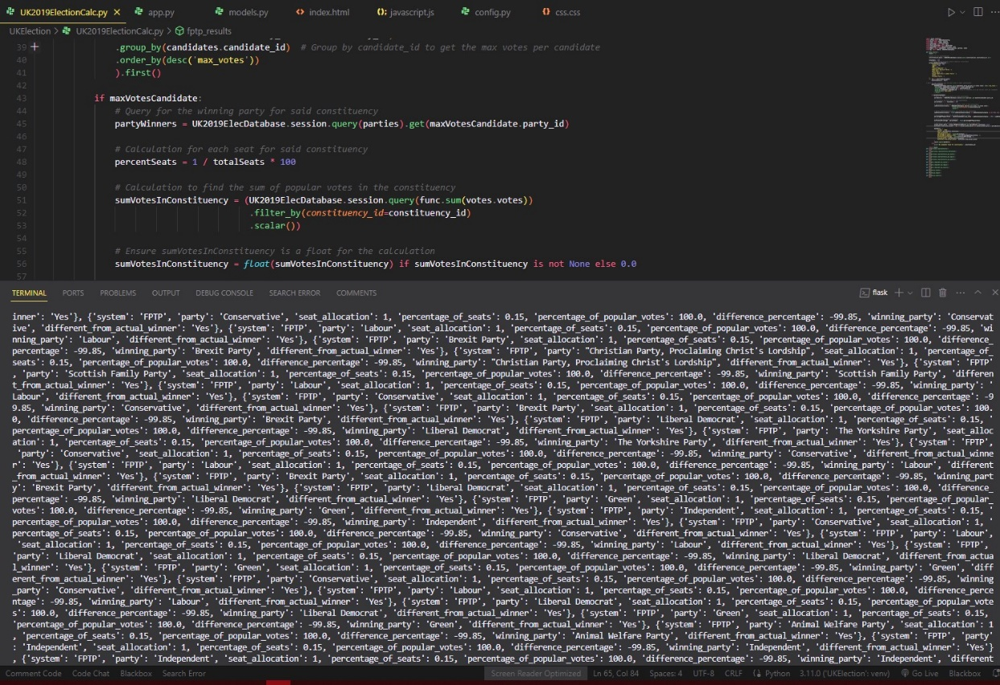 UK2019ElectionCalc.py × app.py models.py index.html javascript.js config.py css.css
UKElection > UK2019ElectionCalc.py > fptp_results
39 .group_by(candidates.candidate_id) # Group by candidate_id to get the max votes per candidate
40 .order_by(desc('max_votes'))
41 ).first()
42
43 if maxVotesCandidate:
44 # Query for the winning party for said constituency
45 partyWinners = UK2019ElecDatabase.session.query(parties).get(maxVotesCandidate.party_id)
46
47 # Calculation for each seat for said constituency
48 percentSeats = 1 / totalSeats * 100
49
50 # Calculation to find the sum of popular votes in the constituency
51 sumVotesInConstituency = (UK2019ElecDatabase.session.query(func.sum(votes.votes))
52 .filter_by(constituency_id=constituency_id)
53 .scalar())
54
55 # Ensure sumVotesInConstituency is a float for the calculation
56 sumVotesInConstituency = float(sumVotesInConstituency) if sumVotesInConstituency is not None else 0.0
57
TERMINAL PORTS PROBLEMS OUTPUT DEBUG CONSOLE SEARCH ERROR COMMENTS flask
inner': 'Yes'}, {'system': 'FPTP', 'party': 'Conservative', 'seat_allocation': 1, 'percentage_of_seats': 0.15, 'percentage_of_popular_votes': 100.0, 'difference_percentage': -99.85, 'winning_party': 'Conservat
ive', 'different_from_actual_winner': 'Yes'}, {'system': 'FPTP', 'party': 'Labour', 'seat_allocation': 1, 'percentage_of_seats': 0.15, 'percentage_of_popular_votes': 100.0, 'difference_percentage': -99.85, 'wi
nning_party': 'Labour', 'different_from_actual_winner': 'Yes'}, {'system': 'FPTP', 'party': 'Brexit Party', 'seat_allocation': 1, 'percentage_of_seats': 0.15, 'percentage_of_popular_votes': 100.0, 'difference_
percentage': -99.85, 'winning_party': 'Brexit Party', 'different_from_actual_winner': 'Yes'}, {'system': 'FPTP', 'party': "Christian Party, Proclaiming Christ's Lordship", 'seat_allocation': 1, 'percentage_of_
seats': 0.15, 'percentage_of_popular_votes': 100.0, 'difference_percentage': -99.85, 'winning_party': "Christian Party, Proclaiming Christ's Lordship", 'different_from_actual_winner': 'Yes'}, {'system': 'FPTP'
, 'party': 'Scottish Family Party', 'seat_allocation': 1, 'percentage_of_seats': 0.15, 'percentage_of_popular_votes': 100.0, 'difference_percentage': -99.85, 'winning_party': 'Scottish Family Party', 'differen
t_from_actual_winner': 'Yes'}, {'system': 'FPTP', 'party': 'Labour', 'seat_allocation': 1, 'percentage_of_seats': 0.15, 'percentage_of_popular_votes': 100.0, 'difference_percentage': -99.85, 'winning_party': '
Labour', 'different_from_actual_winner': 'Yes'}, {'system': 'FPTP', 'party': 'Conservative', 'seat_allocation': 1, 'percentage_of_seats': 0.15, 'percentage_of_popular_votes': 100.0, 'difference_percentage': -9
9.85, 'winning_party': 'Conservative', 'different_from_actual_winner': 'Yes'}, {'system': 'FPTP', 'party': 'Brexit Party', 'seat_allocation': 1, 'percentage_of_seats': 0.15, 'percentage_of_popular_votes': 100.
0, 'difference_percentage': -99.85, 'winning_party': 'Brexit Party', 'different_from_actual_winner': 'Yes'}, {'system': 'FPTP', 'party': 'Liberal Democrat', 'seat_allocation': 1, 'percentage_of_seats': 0.15, '
percentage_of_popular_votes': 100.0, 'difference_percentage': -99.85, 'winning_party': 'Liberal Democrat', 'different_from_actual_winner': 'Yes'}, {'system': 'FPTP', 'party': 'The Yorkshire Party', 'seat_alloc
ation': 1, 'percentage_of_seats': 0.15, 'percentage_of_popular_votes': 100.0, 'difference_percentage': -99.85, 'winning_party': 'The Yorkshire Party', 'different_from_actual_winner': 'Yes'}, {'system': 'FPTP',
'party': 'Conservative', 'seat_allocation': 1, 'percentage_of_seats': 0.15, 'percentage_of_popular_votes': 100.0, 'difference_percentage': -99.85, 'winning_party': 'Conservative', 'different_from_actual_winne
r': 'Yes'}, {'system': 'FPTP', 'party': 'Labour', 'seat_allocation': 1, 'percentage_of_seats': 0.15, 'percentage_of_popular_votes': 100.0, 'difference_percentage': -99.85, 'winning_party': 'Labour', 'different
_from_actual_winner': 'Yes'}, {'system': 'FPTP', 'party': 'Brexit Party', 'seat_allocation': 1, 'percentage_of_seats': 0.15, 'percentage_of_popular_votes': 100.0, 'difference_percentage': -99.85, 'winning_part
y': 'Brexit Party', 'different_from_actual_winner': 'Yes'}, {'system': 'FPTP', 'party': 'Liberal Democrat', 'seat_allocation': 1, 'percentage_of_seats': 0.15, 'percentage_of_popular_votes': 100.0, 'difference_
percentage': -99.85, 'winning_party': 'Liberal Democrat', 'different_from_actual_winner': 'Yes'}, {'system': 'FPTP', 'party': 'Green', 'seat_allocation': 1, 'percentage_of_seats': 0.15, 'percentage_of_popular_
votes': 100.0, 'difference_percentage': -99.85, 'winning_party': 'Green', 'different_from_actual_winner': 'Yes'}, {'system': 'FPTP', 'party': 'Independent', 'seat_allocation': 1, 'percentage_of_seats': 0.15, '
percentage_of_popular_votes': 100.0, 'difference_percentage': -99.85, 'winning_party': 'Independent', 'different_from_actual_winner': 'Yes'}, {'system': 'FPTP', 'party': 'Conservative', 'seat_allocation': 1, '
percentage_of_seats': 0.15, 'percentage_of_popular_votes': 100.0, 'difference_percentage': -99.85, 'winning_party': 'Conservative', 'different_from_actual_winner': 'Yes'}, {'system': 'FPTP', 'party': 'Labour',
'seat_allocation': 1, 'percentage_of_seats': 0.15, 'percentage_of_popular_votes': 100.0, 'difference_percentage': -99.85, 'winning_party': 'Labour', 'different_from_actual_winner': 'Yes'}, {'system': 'FPTP',
'party': 'Liberal Democrat', 'seat_allocation': 1, 'percentage_of_seats': 0.15, 'percentage_of_popular_votes': 100.0, 'difference_percentage': -99.85, 'winning_party': 'Liberal Democrat', 'different_from_actua
l_winner': 'Yes'}, {'system': 'FPTP', 'party': 'Green', 'seat_allocation': 1, 'percentage_of_seats': 0.15, 'percentage_of_popular_votes': 100.0, 'difference_percentage': -99.85, 'winning_party': 'Green', 'diff
erent_from_actual_winner': 'Yes'}, {'system': 'FPTP', 'party': 'Conservative', 'seat_allocation': 1, 'percentage_of_seats': 0.15, 'percentage_of_popular_votes': 100.0, 'difference_percentage': -99.85, 'winning
_party': 'Conservative', 'different_from_actual_winner': 'Yes'}, {'system': 'FPTP', 'party': 'Labour', 'seat_allocation': 1, 'percentage_of_seats': 0.15, 'percentage_of_popular_votes': 100.0, 'difference_perce
ntage': -99.85, 'winning_party': 'Labour', 'different_from_actual_winner': 'Yes'}, {'system': 'FPTP', 'party': 'Liberal Democrat', 'seat_allocation': 1, 'percentage_of_seats': 0.15, 'percentage_of_popular_vote
s': 100.0, 'difference_percentage': -99.85, 'winning_party': 'Liberal Democrat', 'different_from_actual_winner': 'Yes'}, {'system': 'FPTP', 'party': 'Green', 'seat_allocation': 1, 'percentage_of_seats': 0.15,
'percentage_of_popular_votes': 100.0, 'difference_percentage': -99.85, 'winning_party': 'Green', 'different_from_actual_winner': 'Yes'}, {'system': 'FPTP', 'party': 'Animal Welfare Party', 'seat_allocation': 1
, 'percentage_of_seats': 0.15, 'percentage_of_popular_votes': 100.0, 'difference_percentage': -99.85, 'winning_party': 'Animal Welfare Party', 'different_from_actual_winner': 'Yes'}, {'system': 'FPTP', 'party'
: 'Independent', 'seat_allocation': 1, 'percentage_of_seats': 0.15, 'percentage_of_popular_votes': 100.0, 'difference_percentage': -99.85, 'winning_party': 'Independent', 'different_from_actual_winner': 'Yes'}
, {'system': 'FPTP', 'party': 'Independent', 'seat_allocation': 1, 'percentage_of_seats': 0.15, 'percentage_of_popular_votes': 100.0, 'difference_percentage': -99.85, 'winning_party': 'Independent', 'different
Comment Code Code Chat Blackbox Search Error Screen Reader Optimized Ln 65, Col 84 Spaces: 4 UTF-8 CRLF Python 3.11.0 ('UKElection': venv) Go Live Blackbox